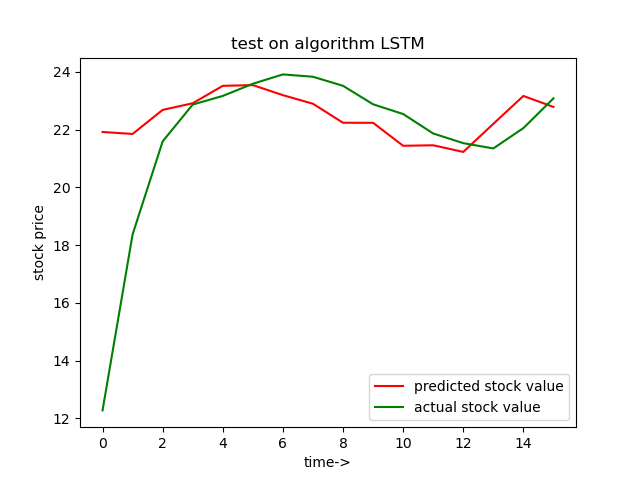 test on algorithm LSTM
24
22
20
18
16
14
12
stock price
predicted stock value
actual stock value
0 2 4 6 8 10 12 14
time->